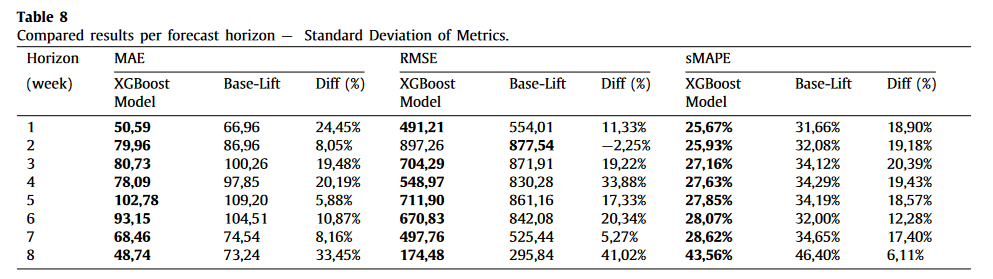 Table 8
Compared results per forecast horizon — Standard Deviation of Metrics.
Horizon MAE RMSE sMAPE
(week) XGBoost Model Base-Lift Diff (%) XGBoost Model Base-Lift Diff (%) XGBoost Model Base-Lift Diff (%)
1 50,59 66,96 24,45% 491,21 554,01 11,33% 25,67% 31,66% 18,90%
2 79,96 86,96 8,05% 897,26 877,54 −2,25% 25,93% 32,08% 19,18%
3 80,73 100,26 19,48% 704,29 871,91 19,22% 27,16% 34,12% 20,39%
4 78,09 97,85 20,19% 548,97 830,28 33,88% 27,63% 34,29% 19,43%
5 102,78 109,20 5,88% 711,90 861,16 17,33% 27,85% 34,19% 18,57%
6 93,15 104,51 10,87% 670,83 842,08 20,34% 28,07% 32,00% 12,28%
7 68,46 74,54 8,16% 497,76 525,44 5,27% 28,62% 34,65% 17,40%
8 48,74 73,24 33,45% 174,48 295,84 41,02% 43,56% 46,40% 6,11%